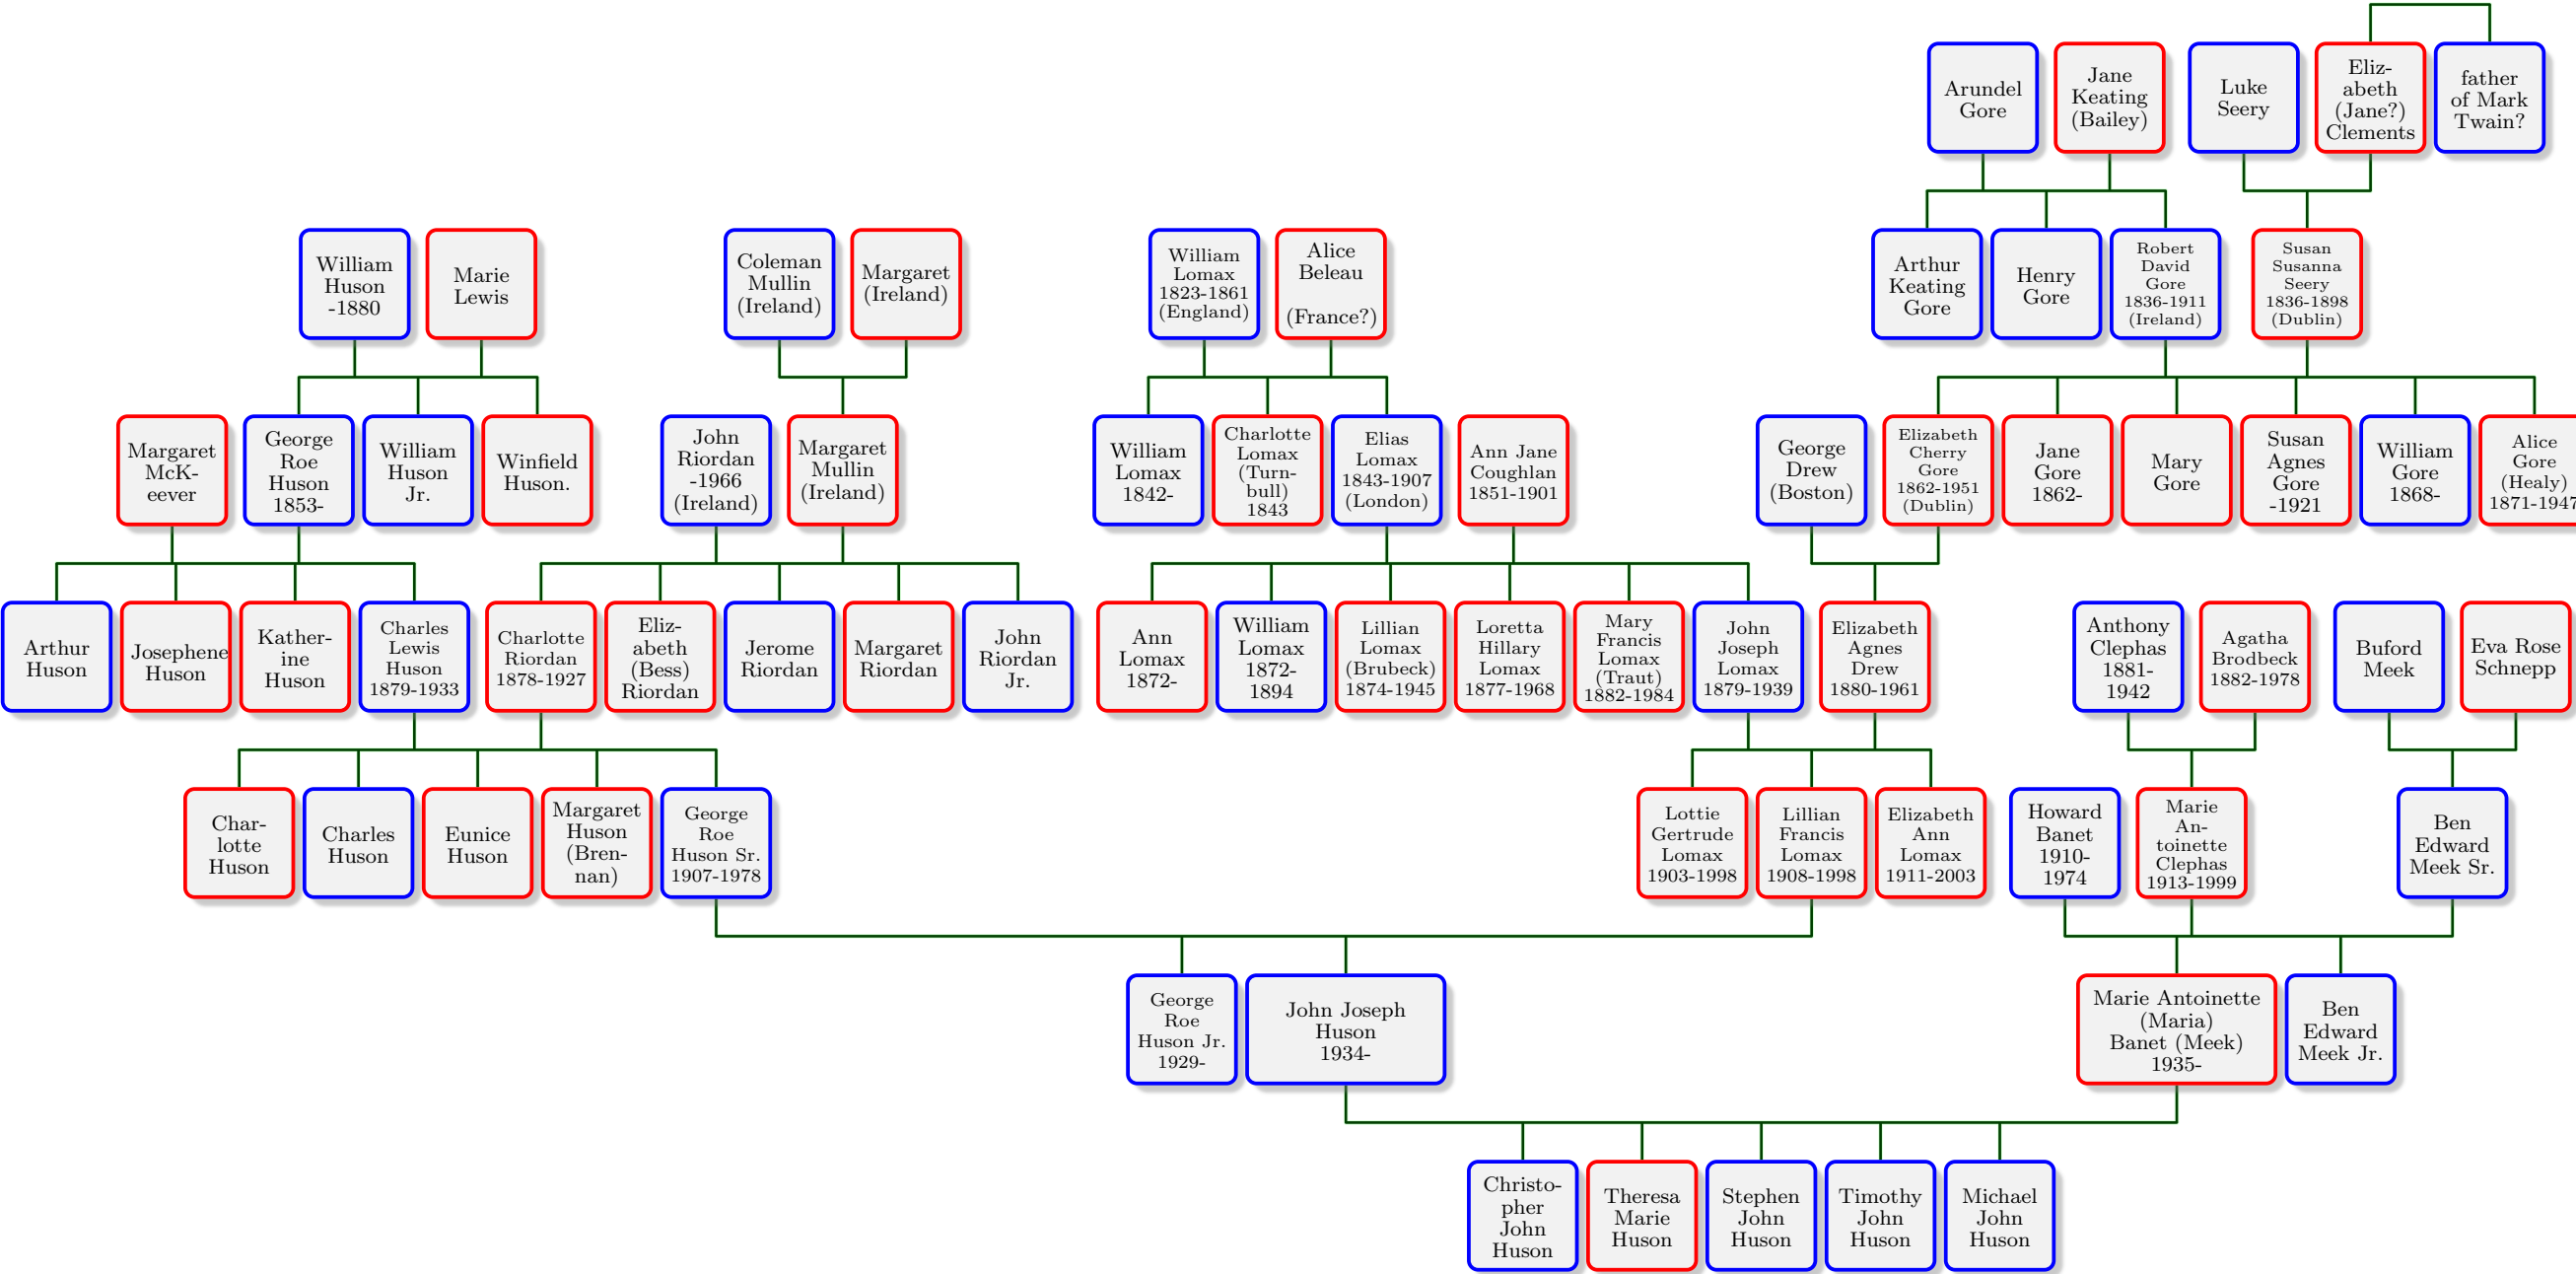 Arundel
Gore
Jane
Keating
(Bailey)
Luke
Seery
Eliz-
abeth
(Jane?)
Clements
father
of Mark
Twain?
William
Huson
-1880
Marie
Lewis
Coleman
Mullin
(Ireland)
Margaret
(Ireland)
William
Lomax
1823-1861
(England)
Alice
Beleau
(France?)
Arthur
Keating
Gore
Henry
Gore
Robert
David
Gore
1836-1911
(Ireland)
Susan
Susanna
Seery
1836-1898
(Dublin)
Margaret
McK-
eever
George
Roe
Huson
1853-
William
Huson
Jr.
Winfield
Huson.
John
Riordan
-1966
(Ireland)
Margaret
Mullin
(Ireland)
William
Lomax
1842-
Charlotte
Lomax
(Turn-
bull)
1843
Elias
Lomax
1843-1907
(London)
Ann Jane
Coughlan
1851-1901
George
Drew
(Boston)
Elizabeth
Cherry
Gore
1862-1951
(Dublin)
Jane
Gore
1862-
Mary
Gore
Susan
Agnes
Gore
-1921
William
Gore
1868-
Alice
Gore
(Healy)
1871-1947
Arthur
Huson
Josephene
Huson
Kather-
ine
Huson
Charles
Lewis
Huson
1879-1933
Charlotte
Riordan
1878-1927
Eliz-
abeth
(Bess)
Riordan
Jerome
Riordan
Margaret
Riordan
John
Riordan
Jr.
Ann
Lomax
1872-
William
Lomax
1872-
1894
Lillian
Lomax
(Brubeck)
1874-1945
Loretta
Hillary
Lomax
1877-1968
Mary
Francis
Lomax
(Traut)
1882-1984
John
Joseph
Lomax
1879-1939
Elizabeth
Agnes
Drew
1880-1961
Anthony
Clephas
1881-
1942
Agatha
Brodbeck
1882-1978
Buford
Meek
Eva Rose
Schnepp
Char-
lotte
Huson
Charles
Huson
Eunice
Huson
Margaret
Huson
(Bren-
nan)
George
Roe
Huson Sr.
1907-1978
Lottie
Gertrude
Lomax
1903-1998
Lillian
Francis
Lomax
1908-1998
Elizabeth
Ann
Lomax
1911-2003
Howard
Banet
1910-
1974
Marie
An-
toinette
Clephas
1913-1999
Ben
Edward
Meek Sr.
George
Roe
Huson Jr.
1929-
John Joseph
Huson
1934-
Marie Antoinette
(Maria)
Banet (Meek)
1935-
Ben
Edward
Meek Jr.
Christo-
pher
John
Huson
Theresa
Marie
Huson
Stephen
John
Huson
Timothy
John
Huson
Michael
John
Huson